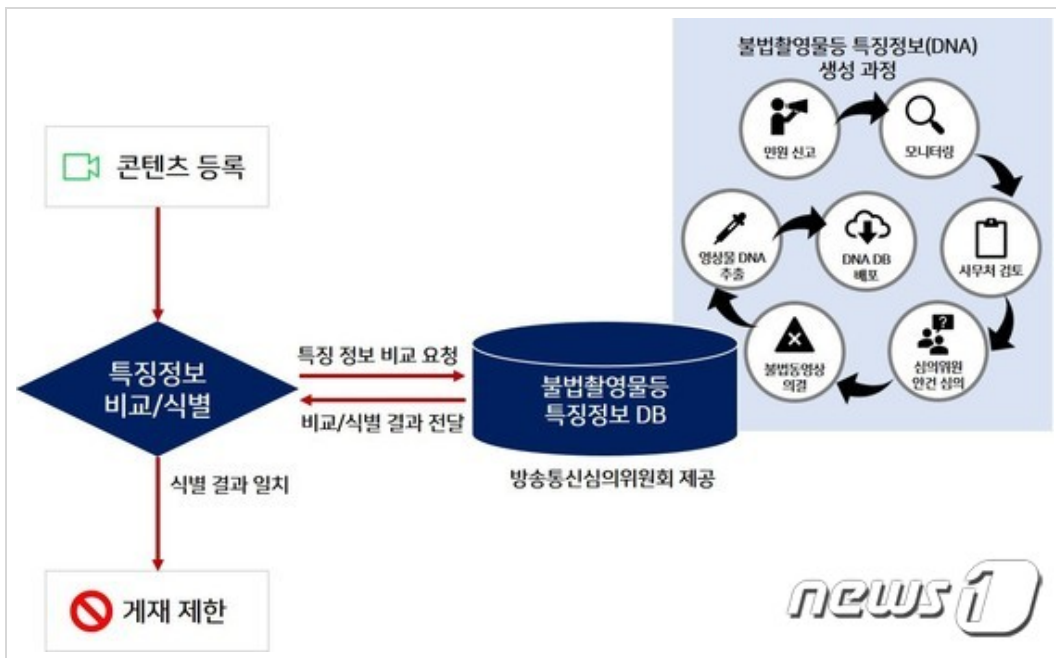 불법촬영물등 특징정보(DNA)
생성 과정
민원 신고
모니터링
사무처 검토
심의위원
안건 심의
불법동영상
의결
영상물 DNA
추출
DNA DB
배포
콘텐츠 등록
특징정보
비교/식별
특징 정보 비교 요청
비교/식별 결과 전달
불법촬영물등
특징정보 DB
방송통신심의위원회 제공
식별 결과 일치
게재 제한
news1